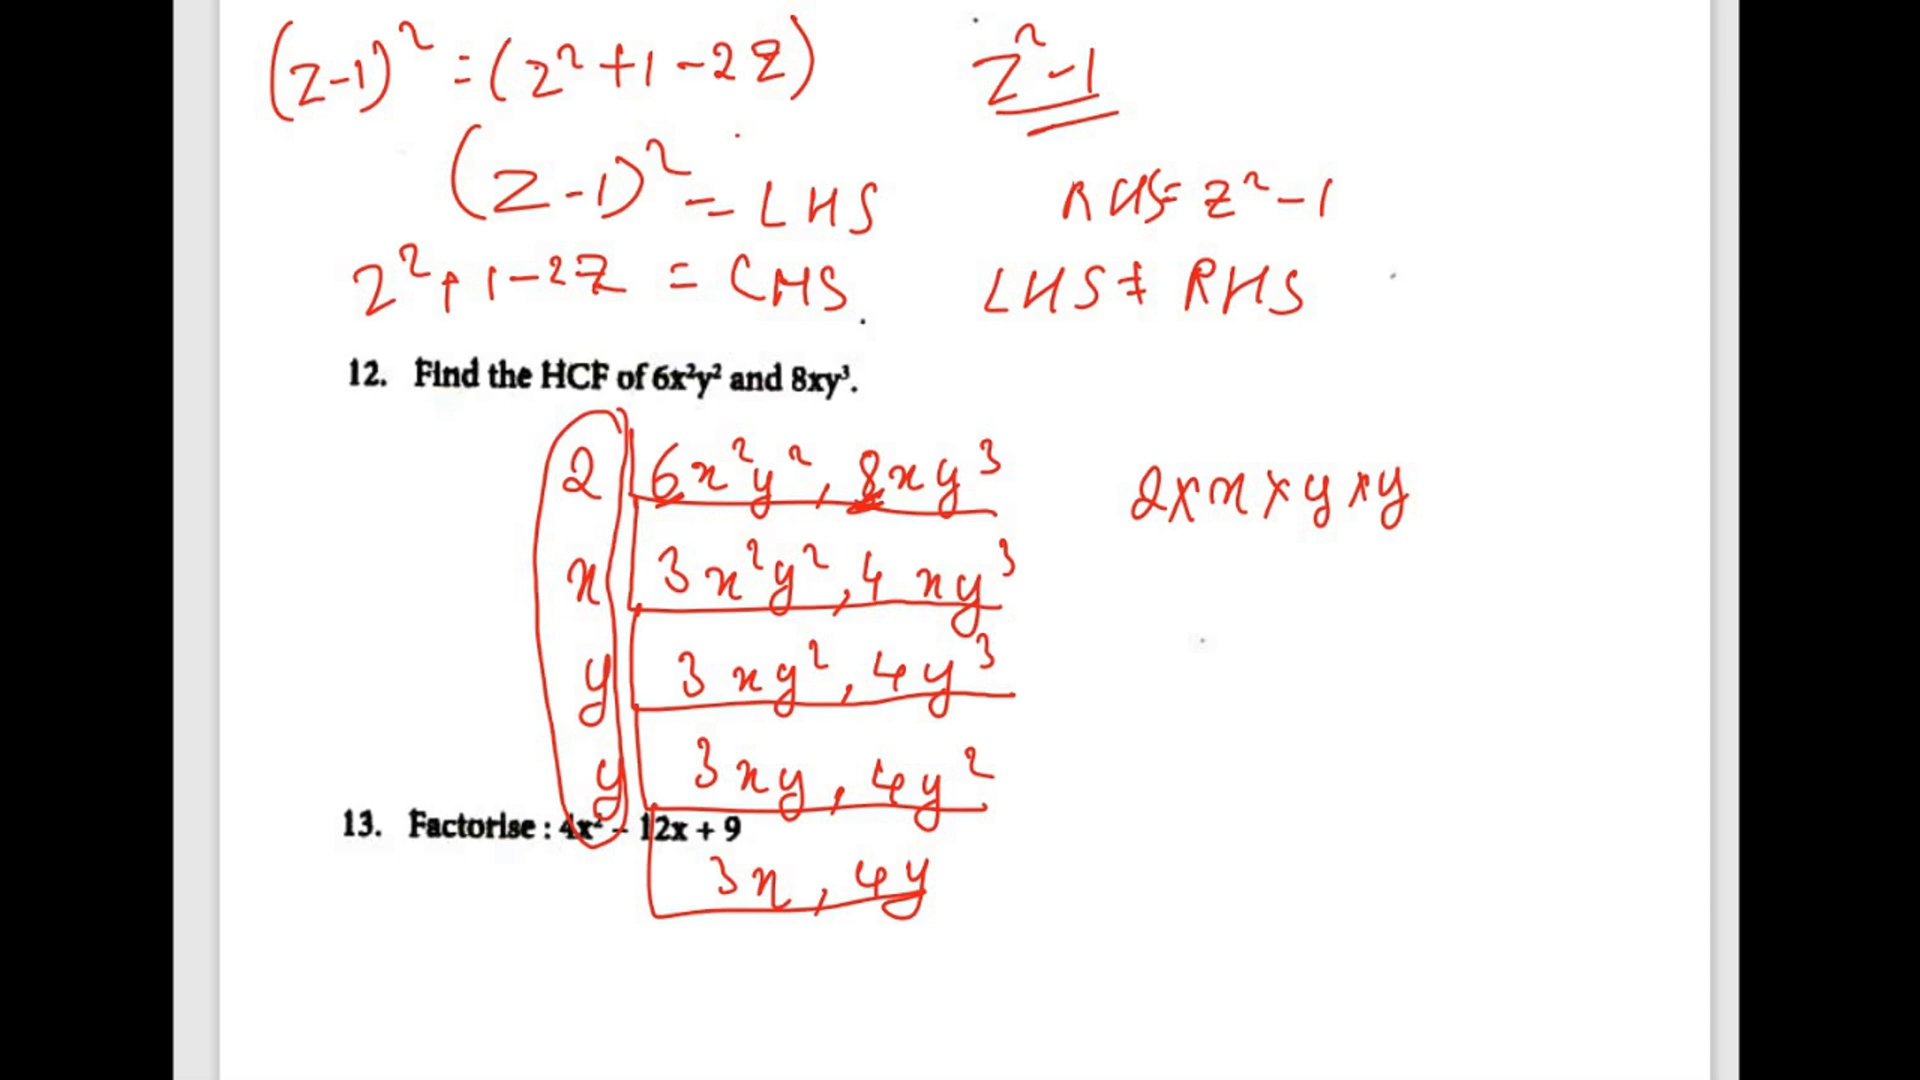 (z-1)² = (z²+1-2z) z²-1
(z-1)² = LHS RHS= z²-1
z²+1-2z = LHS LHS ≠ RHS
12. Find the HCF of 6x²y² and 8xy³.
2 6x²y², 8xy³ 2×x×y×y
x 3x²y², 4xy³
y 3xy², 4y³
y 3xy, 4y²
13. Factorise : 4x² – 12x + 9
3x, 4y